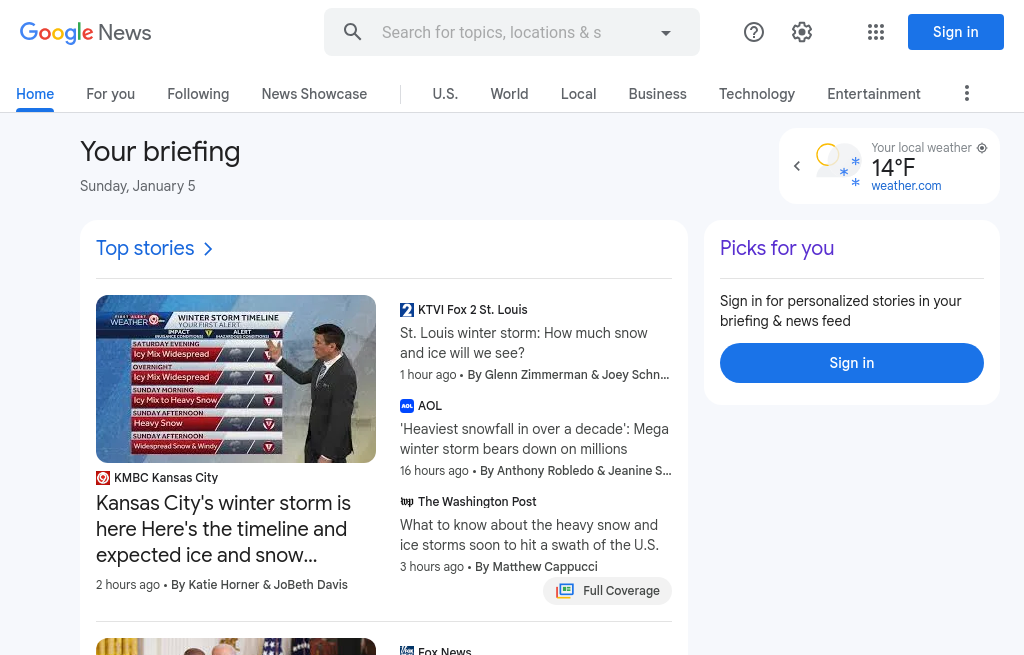 Google News
Search for topics, locations & s
Sign in
Home
For you
Following
News Showcase
U.S.
World
Local
Business
Technology
Entertainment
Your briefing
Sunday, January 5
Your local weather
14°F
weather.com
Top stories
Picks for you
Sign in for personalized stories in your
briefing & news feed
Sign in
FIRST ALERT
WEATHER
WINTER STORM TIMELINE
YOUR FIRST ALERT
IMPACT
(NUISANCE CONDITIONS)
ALERT
(HAZARDOUS CONDITIONS)
SATURDAY EVENING
Icy Mix Widespread
OVERNIGHT
Icy Mix Widespread
SUNDAY MORNING
Icy Mix to Heavy Snow
SUNDAY AFTERNOON
Heavy Snow
SUNDAY AFTERNOON
Widespread Snow & Windy
KMBC Kansas City
Kansas City's winter storm is
here Here's the timeline and
expected ice and snow...
2 hours ago • By Katie Horner & JoBeth Davis
2 KTVI Fox 2 St. Louis
St. Louis winter storm: How much snow
and ice will we see?
1 hour ago • By Glenn Zimmerman & Joey Schn...
AOL AOL
'Heaviest snowfall in over a decade': Mega
winter storm bears down on millions
16 hours ago • By Anthony Robledo & Jeanine S...
wp The Washington Post
What to know about the heavy snow and
ice storms soon to hit a swath of the U.S.
3 hours ago • By Matthew Cappucci
Full Coverage
Fox News